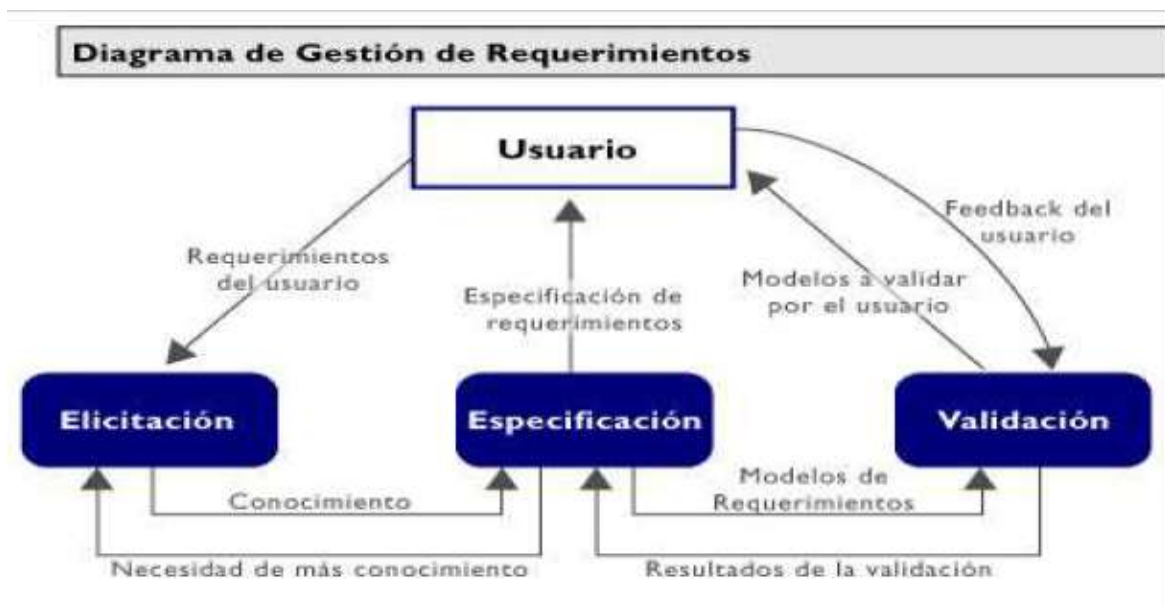 Diagrama de Gestión de Requerimientos
Usuario
Requerimientos
del usuario
Especificación de
requerimientos
Modelos a validar
por el usuario
Feedback del
usuario
Elicitación
Especificación
Validación
Conocimiento
Modelos de
Requerimientos
Necesidad de más conocimiento
Resultados de la validación